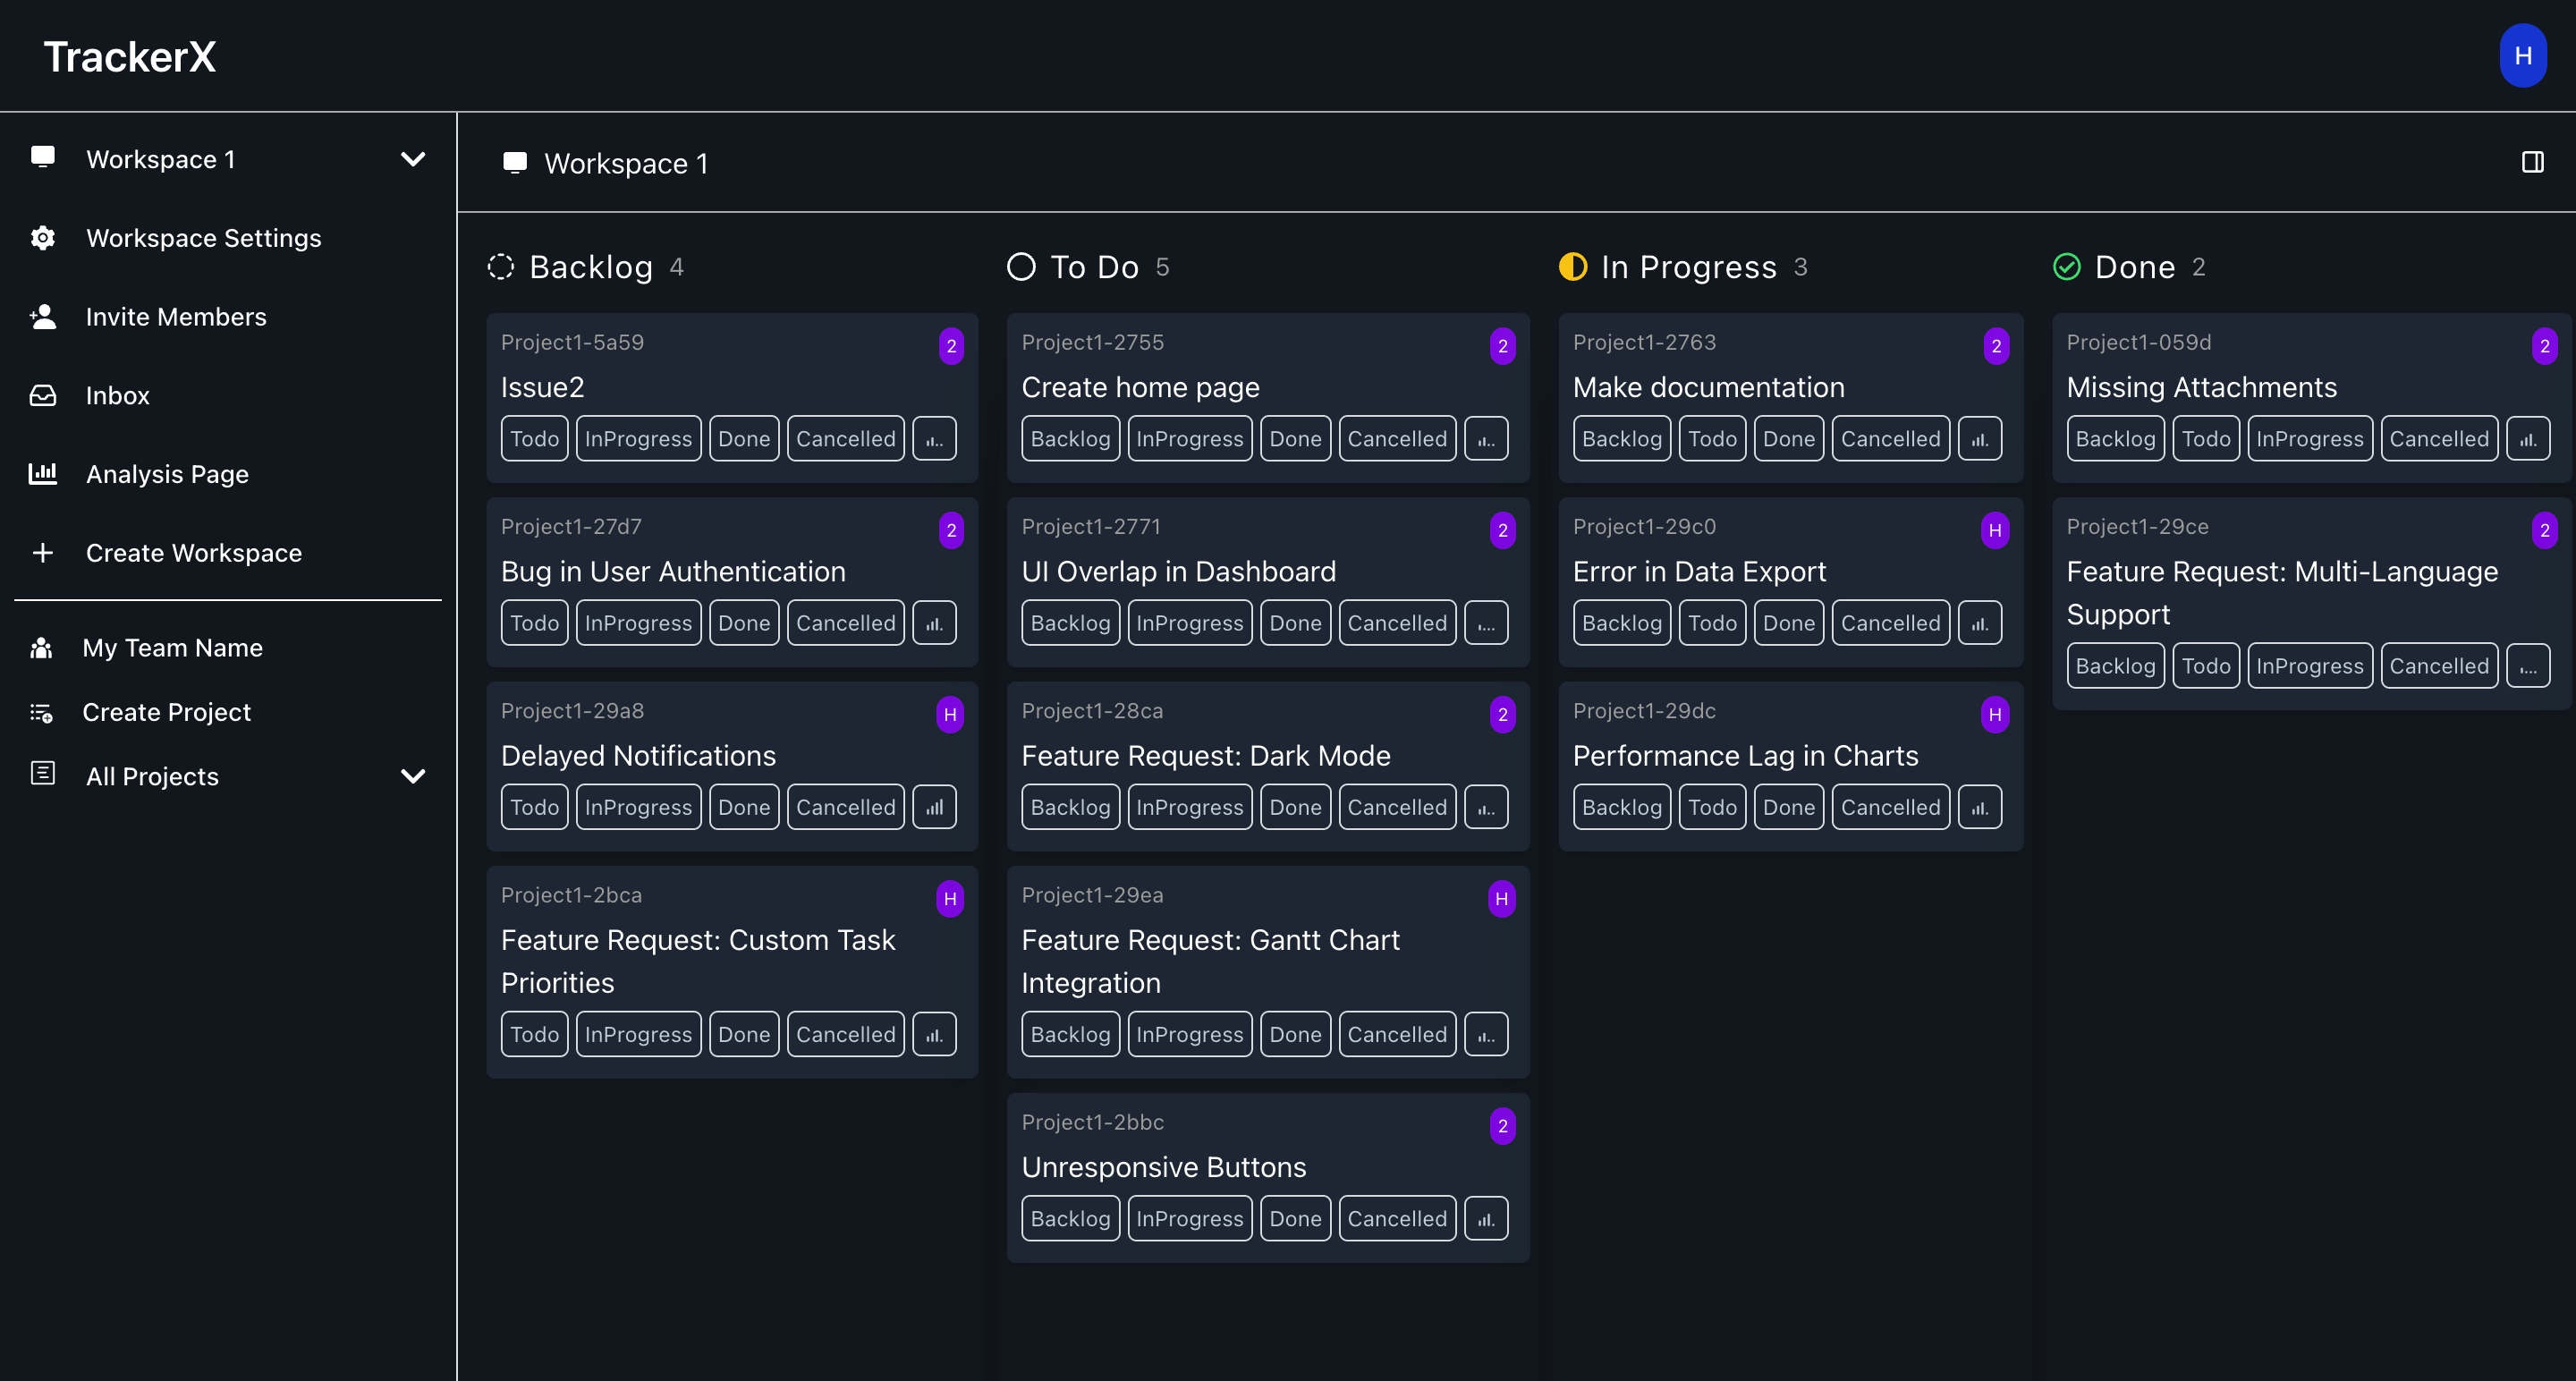 TrackerX
H
Workspace 1
Workspace Settings
Invite Members
Inbox
Analysis Page
Create Workspace
My Team Name
Create Project
All Projects
Workspace 1
Backlog 4
Project1-5a59 2
Issue2
Todo InProgress Done Cancelled
Project1-27d7 2
Bug in User Authentication
Todo InProgress Done Cancelled
Project1-29a8 H
Delayed Notifications
Todo InProgress Done Cancelled
Project1-2bca H
Feature Request: Custom Task
Priorities
Todo InProgress Done Cancelled
To Do 5
Project1-2755 2
Create home page
Backlog InProgress Done Cancelled
Project1-2771 2
UI Overlap in Dashboard
Backlog InProgress Done Cancelled
Project1-28ca 2
Feature Request: Dark Mode
Backlog InProgress Done Cancelled
Project1-29ea H
Feature Request: Gantt Chart
Integration
Backlog InProgress Done Cancelled
Project1-2bbc 2
Unresponsive Buttons
Backlog InProgress Done Cancelled
In Progress 3
Project1-2763 2
Make documentation
Backlog Todo Done Cancelled
Project1-29c0 H
Error in Data Export
Backlog Todo Done Cancelled
Project1-29dc H
Performance Lag in Charts
Backlog Todo Done Cancelled
Done 2
Project1-059d 2
Missing Attachments
Backlog Todo InProgress Cancelled
Project1-29ce 2
Feature Request: Multi-Language
Support
Backlog Todo InProgress Cancelled